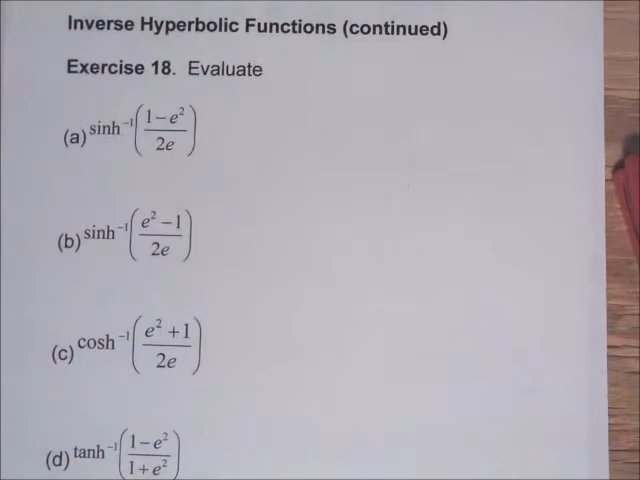 Inverse Hyperbolic Functions (continued)
Exercise 18. Evaluate
(a) sinh⁻¹((1−e²)/(2e))
(b) sinh⁻¹((e²−1)/(2e))
(c) cosh⁻¹((e²+1)/(2e))
(d) tanh⁻¹((1−e²)/(1+e²))